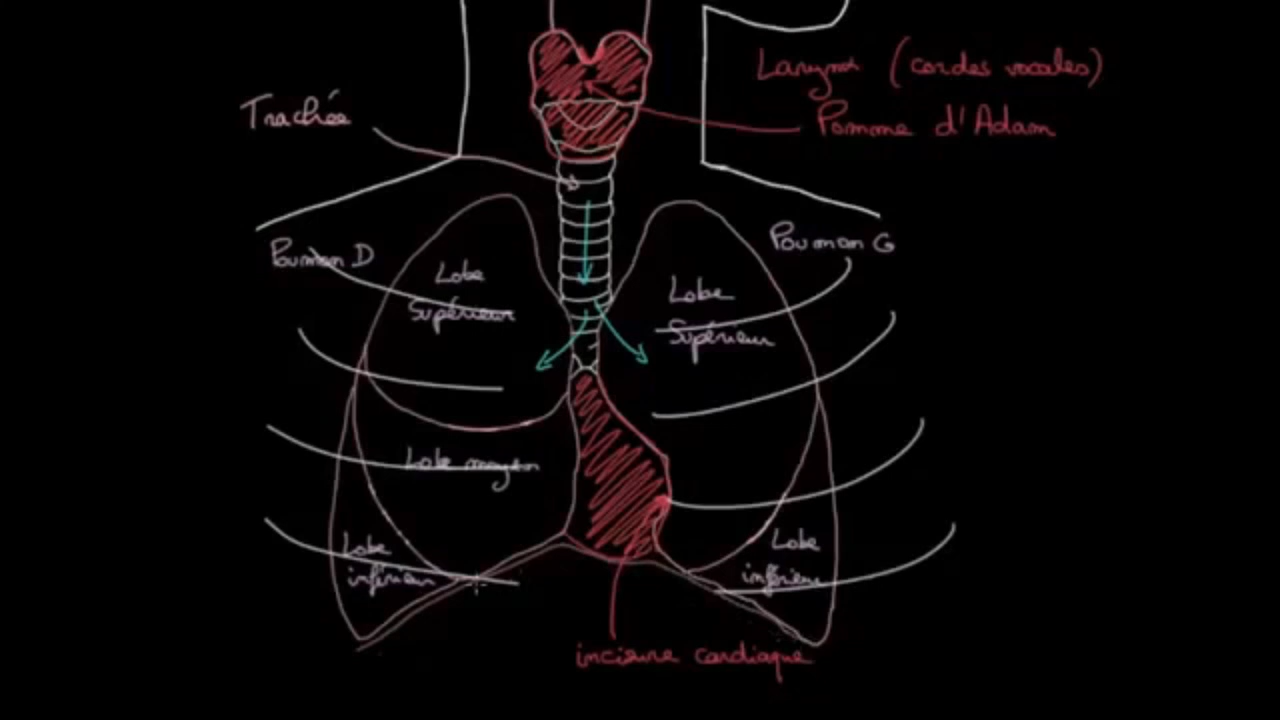 Larynx (cordes vocales)
Pomme d'Adam
Trachée
Poumon D
Poumon G
Lobe
Supérieur
Lobe
Supérieur
Lobe moyen
Lobe
inférieur
Lobe
inférieur
incisure cardiaque